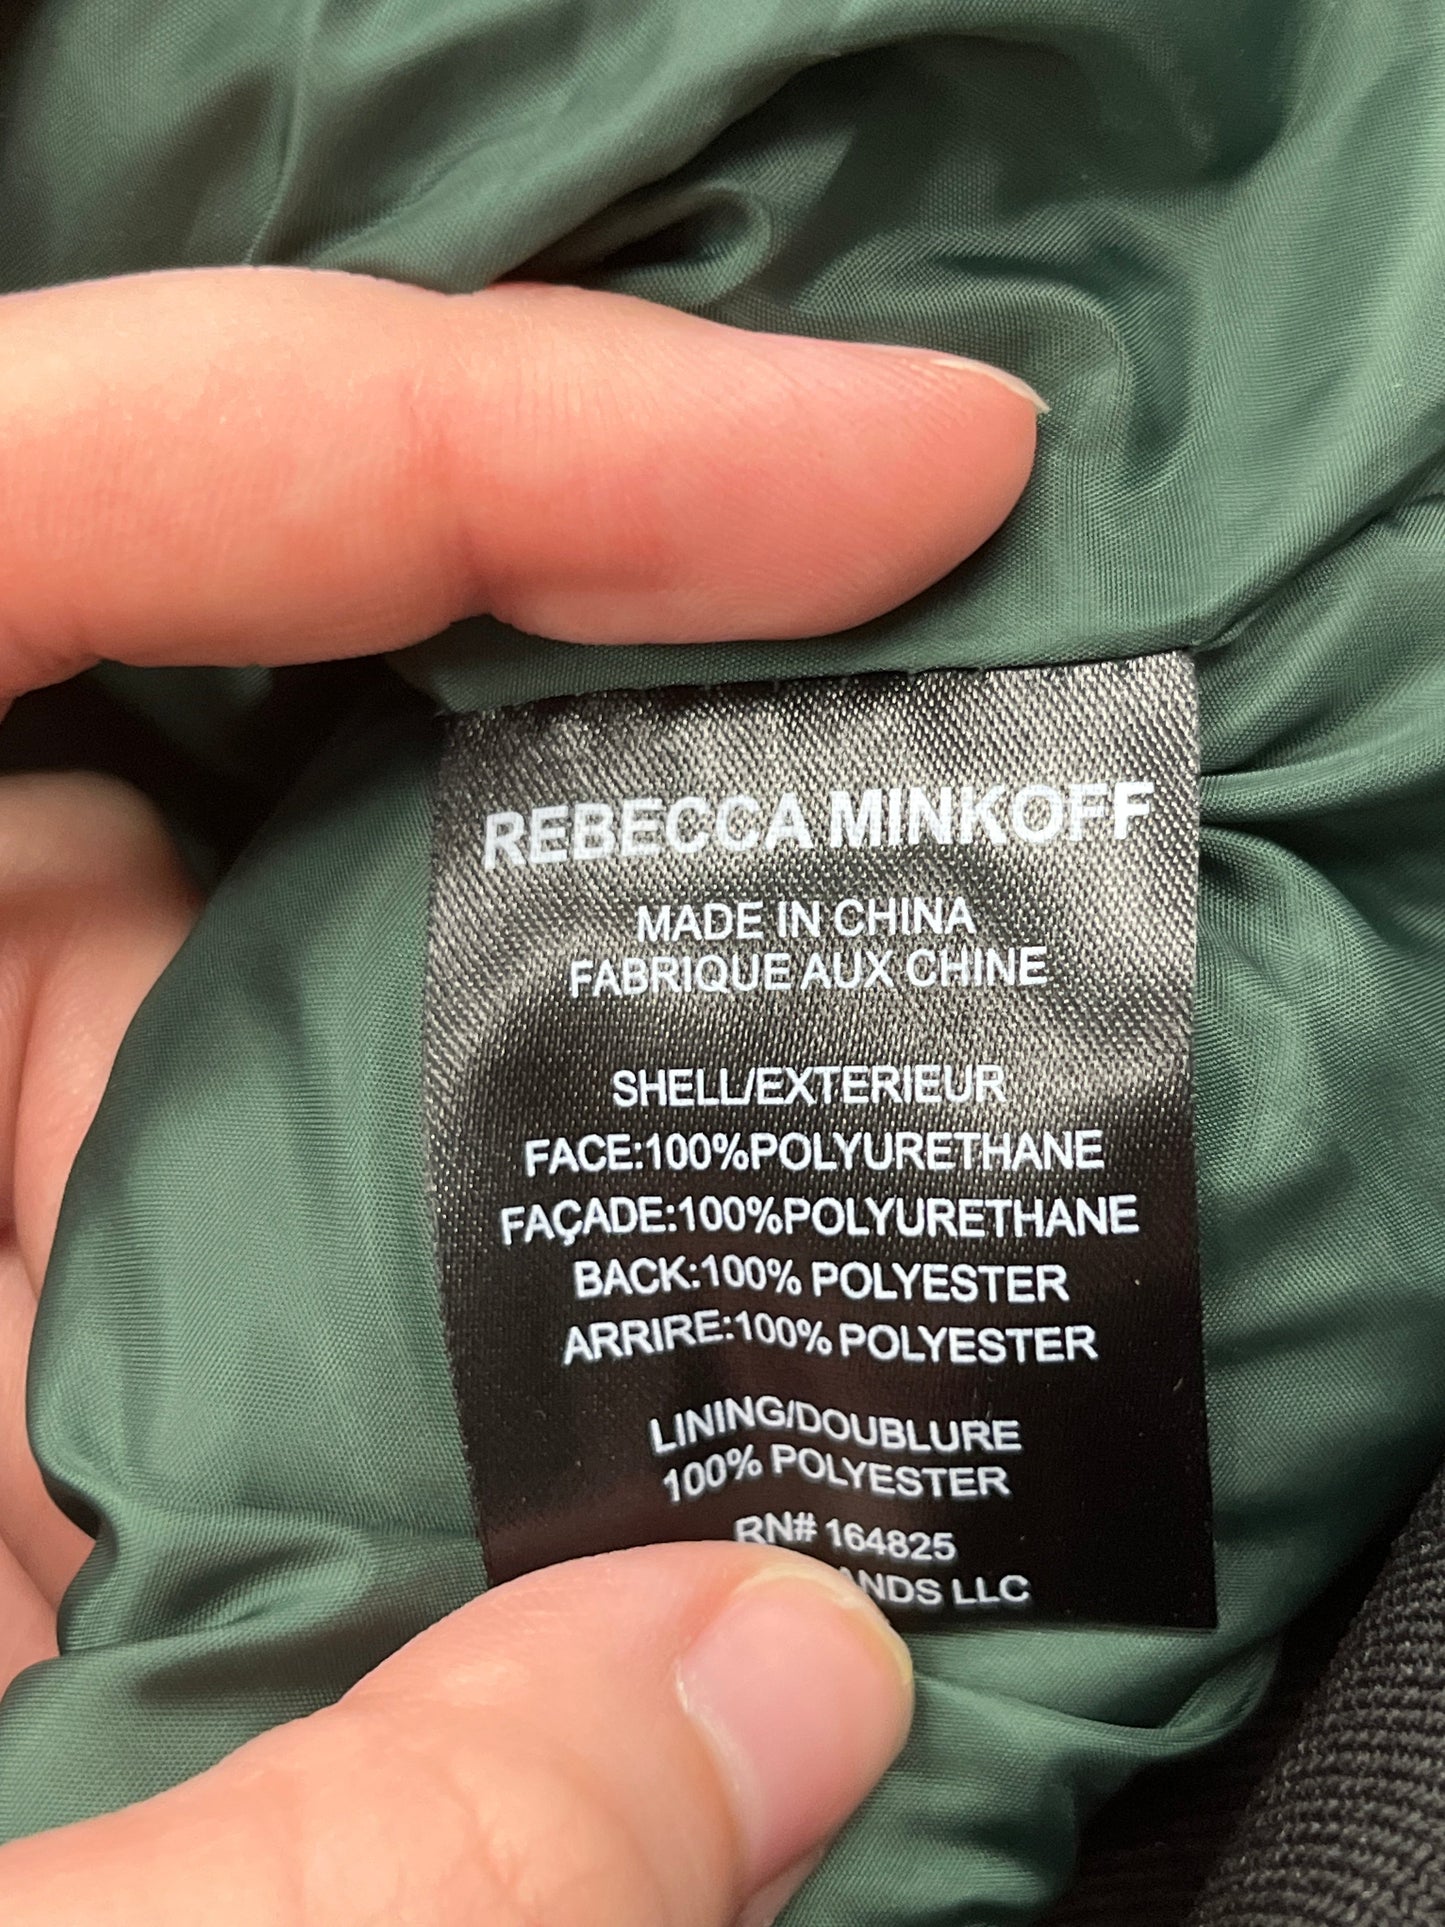 REBECCA MINKOFF
MADE IN CHINA
FABRIQUE AUX CHINE
SHELL/EXTERIEUR
FACE:100%POLYURETHANE
FAÇADE:100%POLYURETHANE
BACK:100% POLYESTER
ARRIRE:100% POLYESTER
LINING/DOUBLURE
100% POLYESTER
RN# 164825
LLC